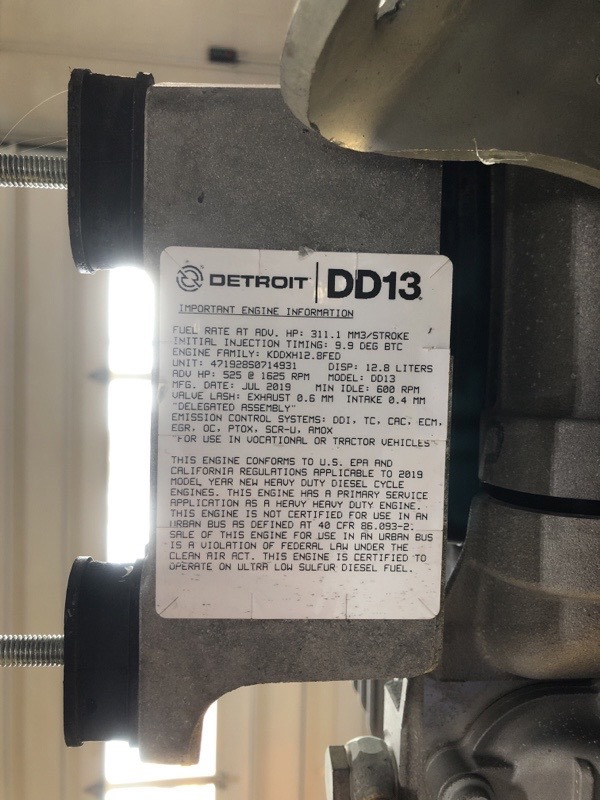 DETROIT DD13
IMPORTANT ENGINE INFORMATION
FUEL RATE AT ADV. HP: 311.1 MM3/STROKE
INITIAL INJECTION TIMING: 9.9 DEG BTC
ENGINE FAMILY: KDDXH12.8FED
UNIT: 471928S0714931 DISP: 12.8 LITERS
ADV HP: 525 @ 1625 RPM MODEL: DD13
MFG. DATE: JUL 2019 MIN IDLE: 600 RPM
VALVE LASH: EXHAUST 0.6 MM INTAKE 0.4 MM
"DELEGATED ASSEMBLY"
EMISSION CONTROL SYSTEMS: DDI, TC, CAC, ECM,
EGR, OC, PTOX, SCR-U, AMOX
"FOR USE IN VOCATIONAL OR TRACTOR VEHICLES"
THIS ENGINE CONFORMS TO U.S. EPA AND
CALIFORNIA REGULATIONS APPLICABLE TO 2019
MODEL YEAR NEW HEAVY DUTY DIESEL CYCLE
ENGINES. THIS ENGINE HAS A PRIMARY SERVICE
APPLICATION AS A HEAVY HEAVY DUTY ENGINE.
THIS ENGINE IS NOT CERTIFIED FOR USE IN AN
URBAN BUS AS DEFINED AT 40 CFR 86.093-2.
SALE OF THIS ENGINE FOR USE IN AN URBAN BUS
IS A VIOLATION OF FEDERAL LAW UNDER THE
CLEAN AIR ACT. THIS ENGINE IS CERTIFIED TO
OPERATE ON ULTRA LOW SULFUR DIESEL FUEL.